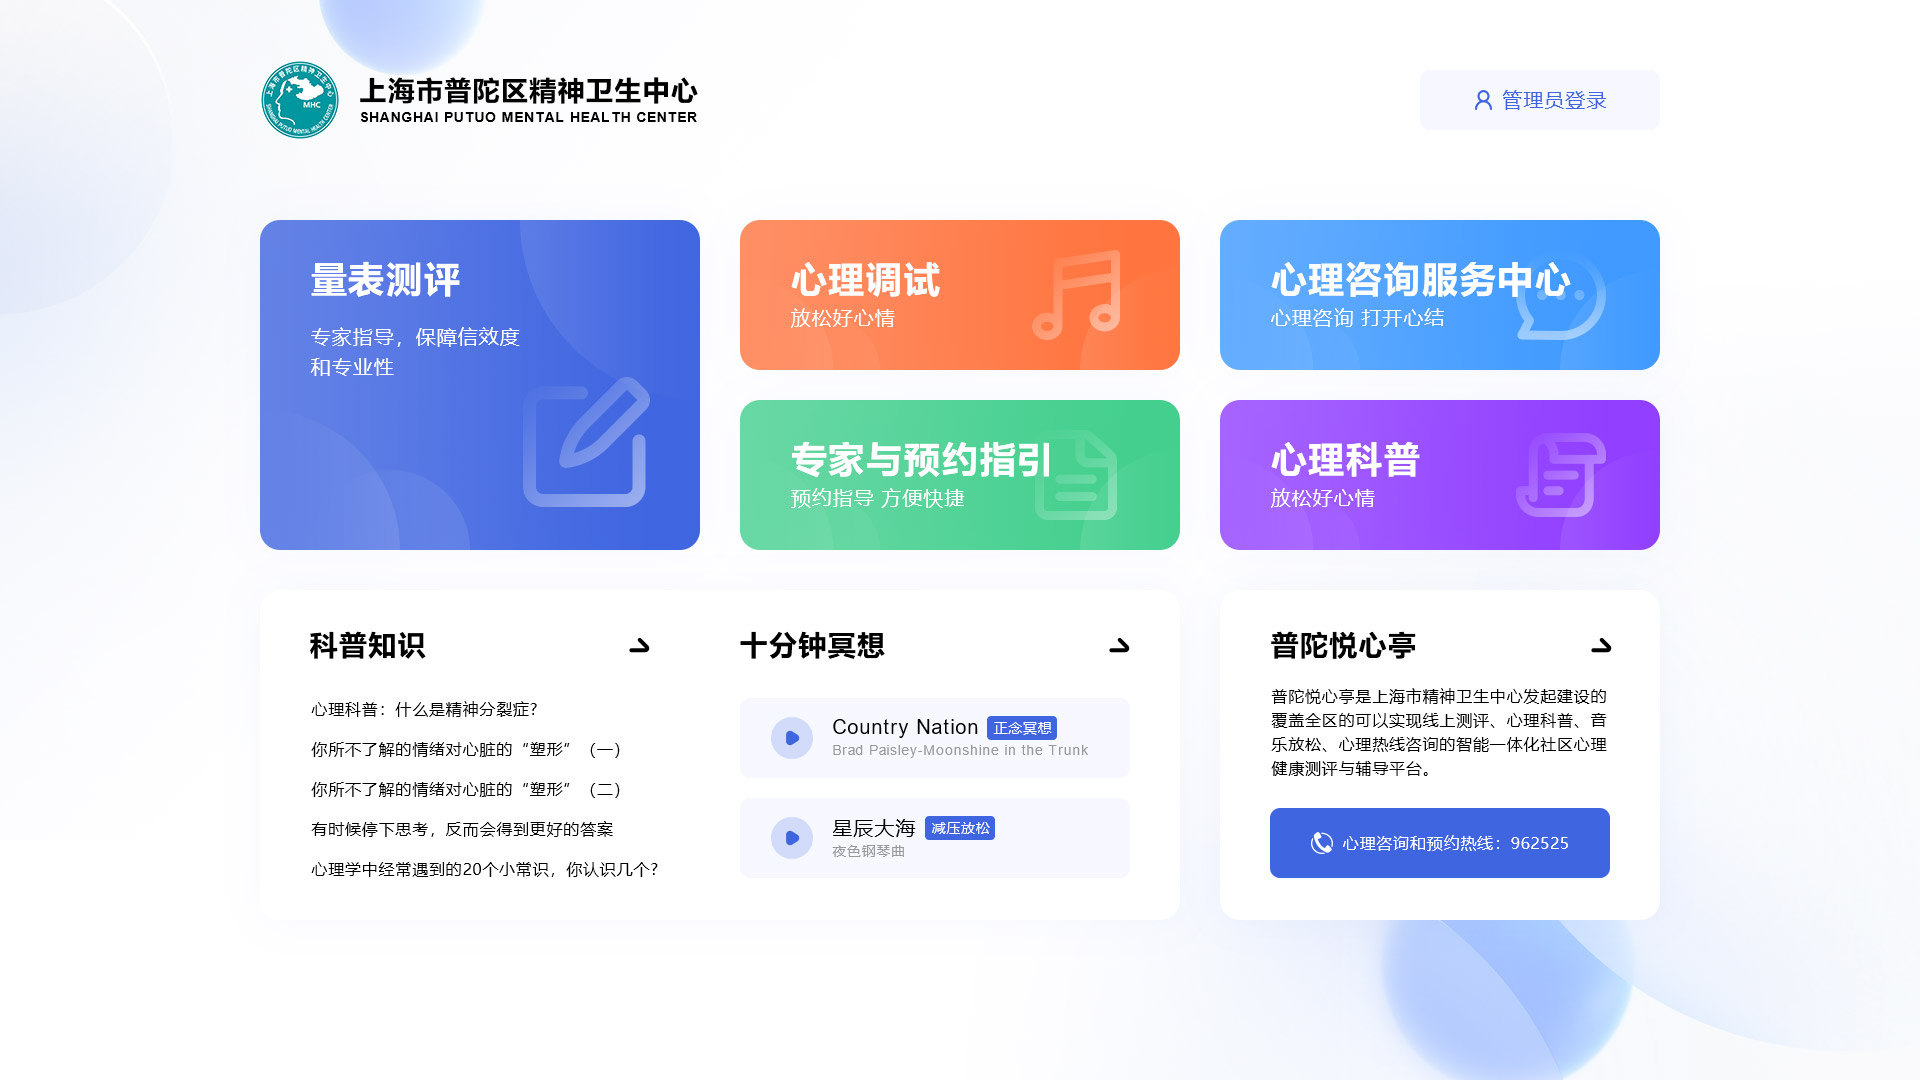 上海市普陀区精神卫生中心
SHANGHAI PUTUO MENTAL HEALTH CENTER
MHC
管理员登录
量表测评
专家指导，保障信效度
和专业性
心理调试
放松好心情
心理咨询服务中心
心理咨询 打开心结
专家与预约指引
预约指导 方便快捷
心理科普
放松好心情
科普知识
心理科普：什么是精神分裂症？
你所不了解的情绪对心脏的“塑形”（一）
你所不了解的情绪对心脏的“塑形”（二）
有时候停下思考，反而会得到更好的答案
心理学中经常遇到的20个小常识，你认识几个？
十分钟冥想
Country Nation 正念冥想
Brad Paisley-Moonshine in the Trunk
星辰大海 减压放松
夜色钢琴曲
普陀悦心亭
普陀悦心亭是上海市精神卫生中心发起建设的
覆盖全区的可以实现线上测评、心理科普、音
乐放松、心理热线咨询的智能一体化社区心理
健康测评与辅导平台。
心理咨询和预约热线：962525